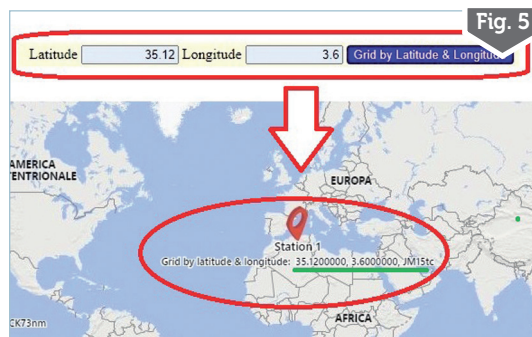 Fig. 5
Latitude 35.12 Longitude 3.6 Grid by Latitude & Longitude
AMERICA
ENTRIONALE
EUROPA
Station 1
Grid by latitude & longitude: 35.1200000, 3.6000000, JM15tc
CK73nm
AFRICA